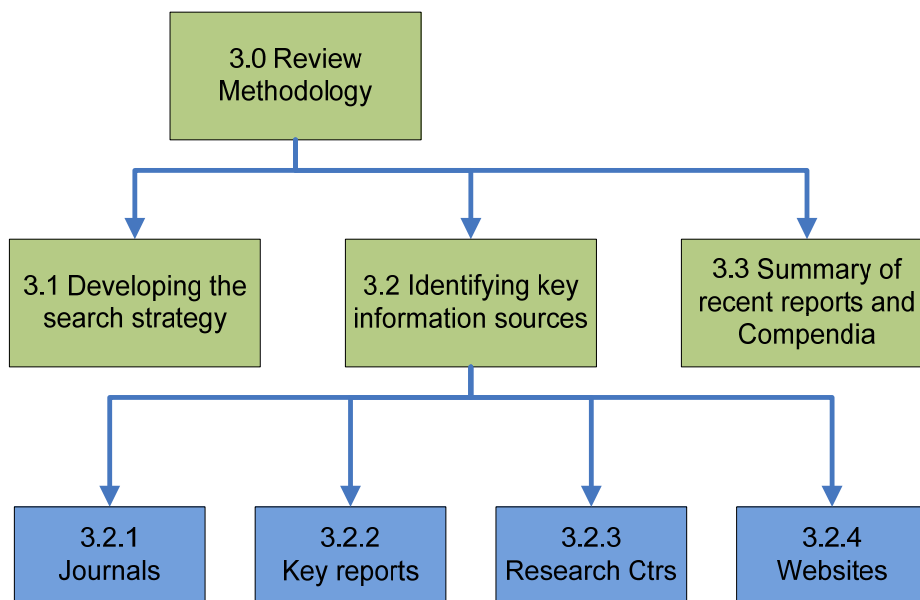 3.0 Review
Methodology
3.1 Developing the
search strategy
3.2 Identifying key
information sources
3.3 Summary of
recent reports and
Compendia
3.2.1
Journals
3.2.2
Key reports
3.2.3
Research Ctrs
3.2.4
Websites